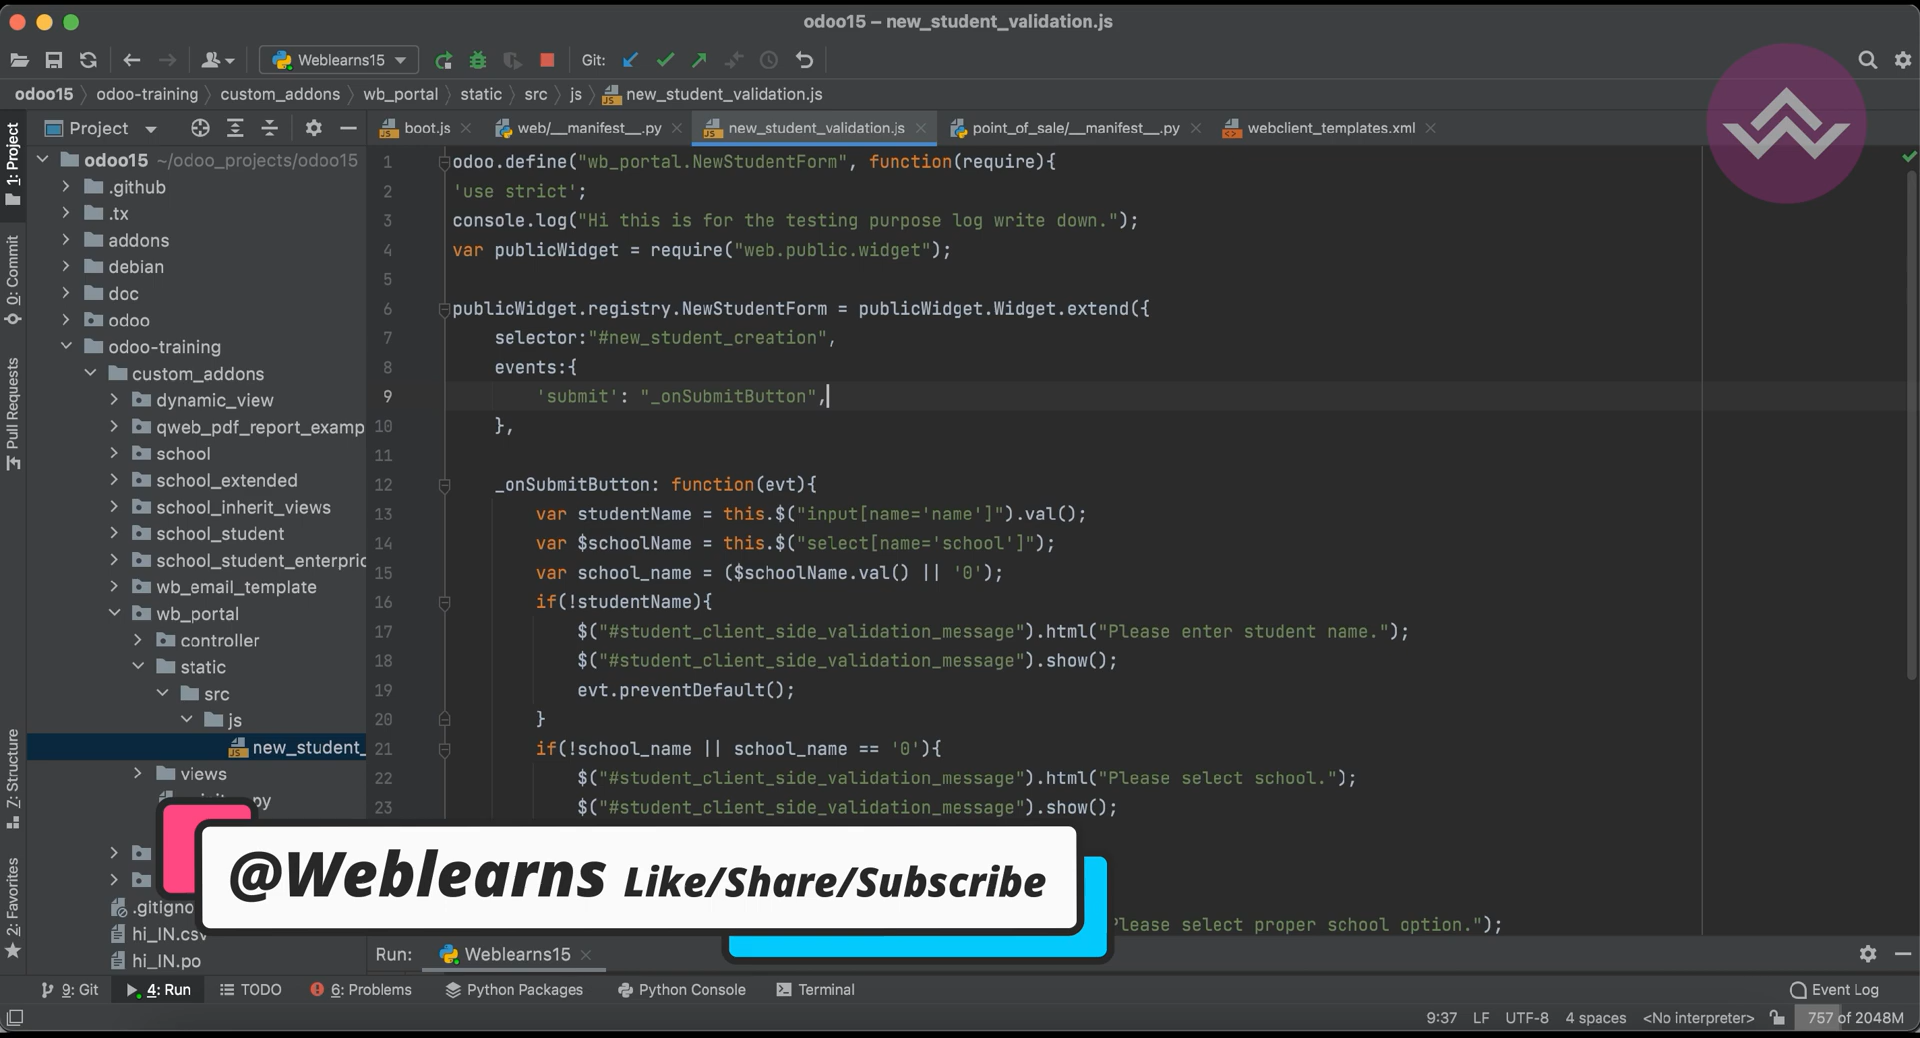 odoo15 – new_student_validation.js
Weblearns15
Git:
odoo15 odoo-training custom_addons wb_portal static src js new_student_validation.js
1: Project
0: Commit
Pull Requests
7: Structure
2: Favorites
Project
boot.js web/__manifest__.py new_student_validation.js point_of_sale/__manifest__.py webclient_templates.xml
odoo15 ~/odoo_projects/odoo15
.github
.tx
addons
debian
doc
odoo
odoo-training
custom_addons
dynamic_view
qweb_pdf_report_examp
school
school_extended
school_inherit_views
school_student
school_student_enterpric
wb_email_template
wb_portal
controller
static
src
js
new_student_
views
.py
.gitigno
hi_IN.csv
hi_IN.po
1 odoo.define("wb_portal.NewStudentForm", function(require){
2 'use strict';
3 console.log("Hi this is for the testing purpose log write down.");
4 var publicWidget = require("web.public.widget");
5
6 publicWidget.registry.NewStudentForm = publicWidget.Widget.extend({
7 selector:"#new_student_creation",
8 events:{
9 'submit': "_onSubmitButton",
10 },
11
12 _onSubmitButton: function(evt){
13 var studentName = this.$("input[name='name']").val();
14 var $schoolName = this.$("select[name='school']");
15 var school_name = ($schoolName.val() || '0');
16 if(!studentName){
17 $("#student_client_side_validation_message").html("Please enter student name.");
18 $("#student_client_side_validation_message").show();
19 evt.preventDefault();
20 }
21 if(!school_name || school_name == '0'){
22 $("#student_client_side_validation_message").html("Please select school.");
23 $("#student_client_side_validation_message").show();
Please select proper school option.");
@Weblearns Like/Share/Subscribe
Run: Weblearns15
9: Git 4: Run TODO 6: Problems Python Packages Python Console Terminal Event Log
9:37 LF UTF-8 4 spaces <No interpreter> 757 of 2048M